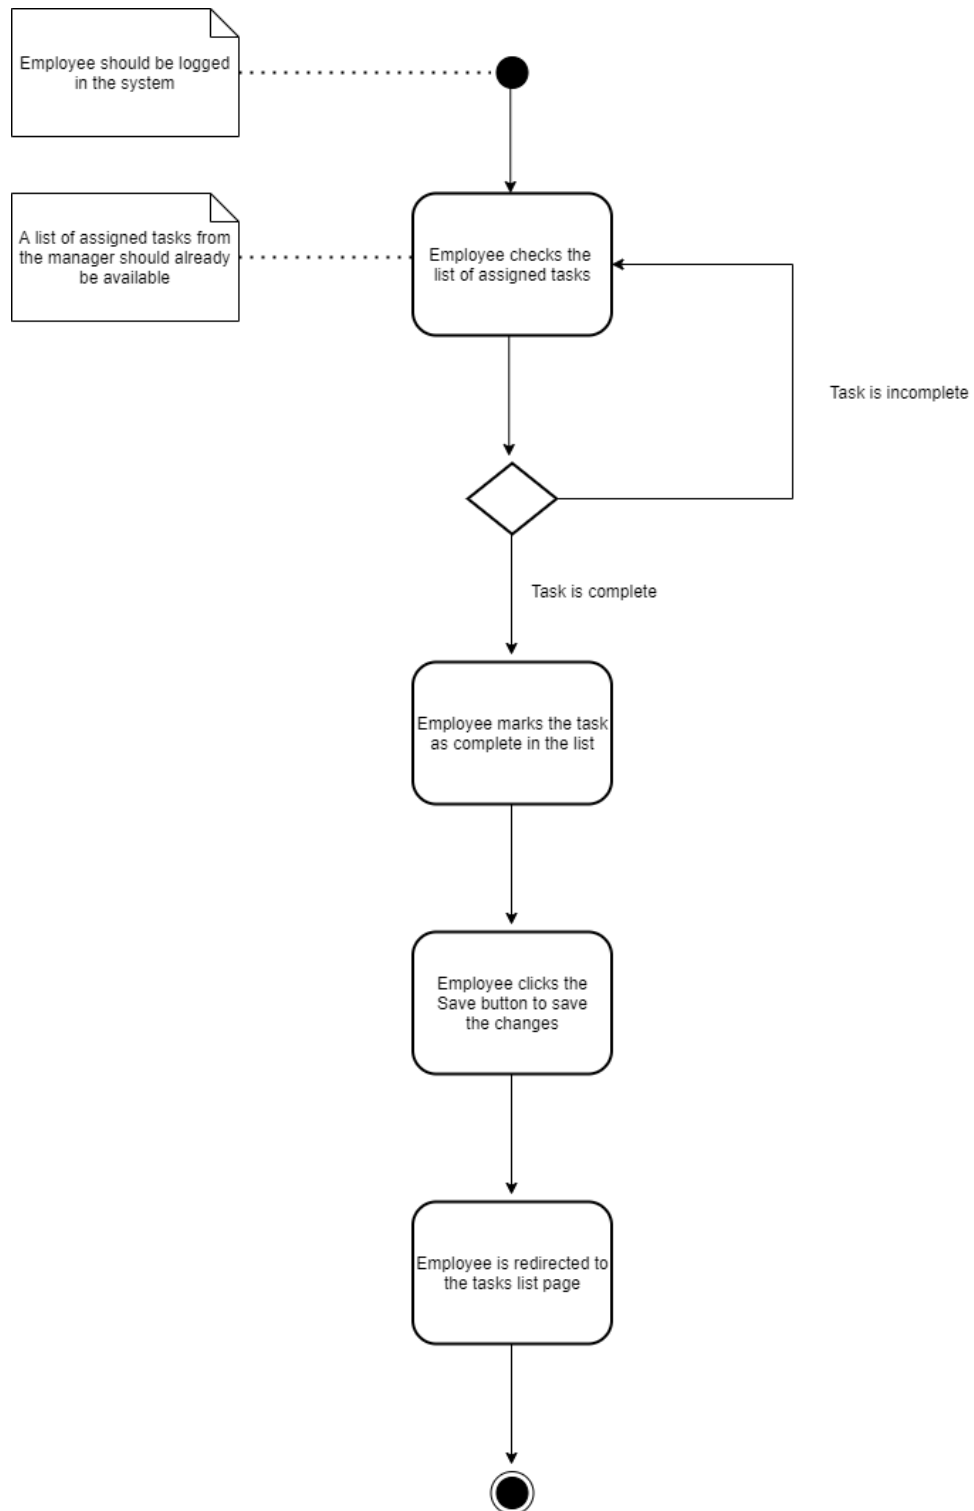 Employee should be logged
in the system
A list of assigned tasks from
the manager should already
be available
Employee checks the
list of assigned tasks
Task is incomplete
Task is complete
Employee marks the task
as complete in the list
Employee clicks the
Save button to save
the changes
Employee is redirected to
the tasks list page